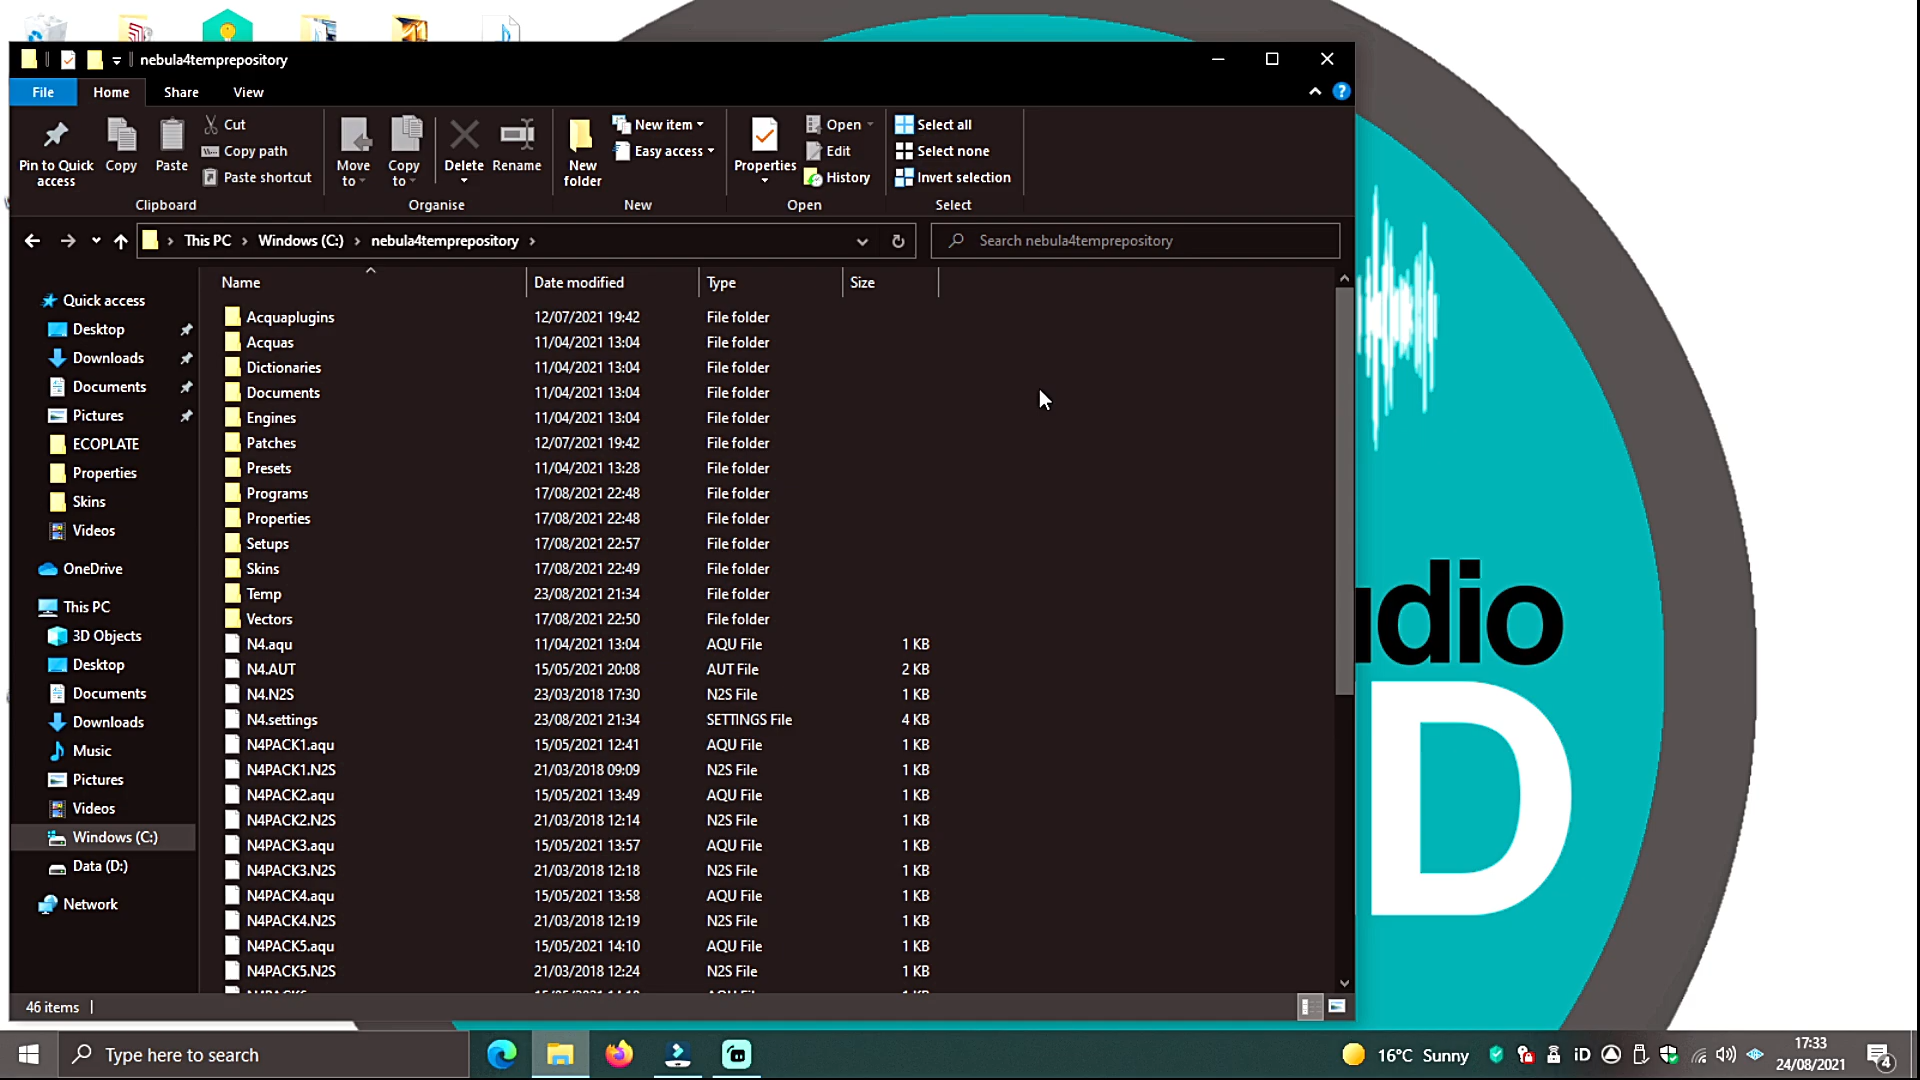 nebula4temprepository
File
Home
Share
View
Pin to Quick access
Copy
Paste
Cut
Copy path
Paste shortcut
Move to
Copy to
Delete
Rename
New folder
New item
Easy access
Properties
Open
Edit
History
Select all
Select none
Invert selection
Clipboard
Organise
New
Open
Select
This PC > Windows (C:) > nebula4temprepository >
Search nebula4temprepository
Name Date modified Type Size
Quick access
Desktop
Downloads
Documents
Pictures
ECOPLATE
Properties
Skins
Videos
OneDrive
This PC
3D Objects
Desktop
Documents
Downloads
Music
Pictures
Videos
Windows (C:)
Data (D:)
Network
Acquaplugins 12/07/2021 19:42 File folder
Acquas 11/04/2021 13:04 File folder
Dictionaries 11/04/2021 13:04 File folder
Documents 11/04/2021 13:04 File folder
Engines 11/04/2021 13:04 File folder
Patches 12/07/2021 19:42 File folder
Presets 11/04/2021 13:28 File folder
Programs 17/08/2021 22:48 File folder
Properties 17/08/2021 22:48 File folder
Setups 17/08/2021 22:57 File folder
Skins 17/08/2021 22:49 File folder
Temp 23/08/2021 21:34 File folder
Vectors 17/08/2021 22:50 File folder
N4.aqu 11/04/2021 13:04 AQU File 1 KB
N4.AUT 15/05/2021 20:08 AUT File 2 KB
N4.N2S 23/03/2018 17:30 N2S File 1 KB
N4.settings 23/08/2021 21:34 SETTINGS File 4 KB
N4PACK1.aqu 15/05/2021 12:41 AQU File 1 KB
N4PACK1.N2S 21/03/2018 09:09 N2S File 1 KB
N4PACK2.aqu 15/05/2021 13:49 AQU File 1 KB
N4PACK2.N2S 21/03/2018 12:14 N2S File 1 KB
N4PACK3.aqu 15/05/2021 13:57 AQU File 1 KB
N4PACK3.N2S 21/03/2018 12:18 N2S File 1 KB
N4PACK4.aqu 15/05/2021 13:58 AQU File 1 KB
N4PACK4.N2S 21/03/2018 12:19 N2S File 1 KB
N4PACK5.aqu 15/05/2021 14:10 AQU File 1 KB
N4PACK5.N2S 21/03/2018 12:24 N2S File 1 KB
46 items
udio
D
Type here to search
16°C Sunny
iD
17:33
24/08/2021
4